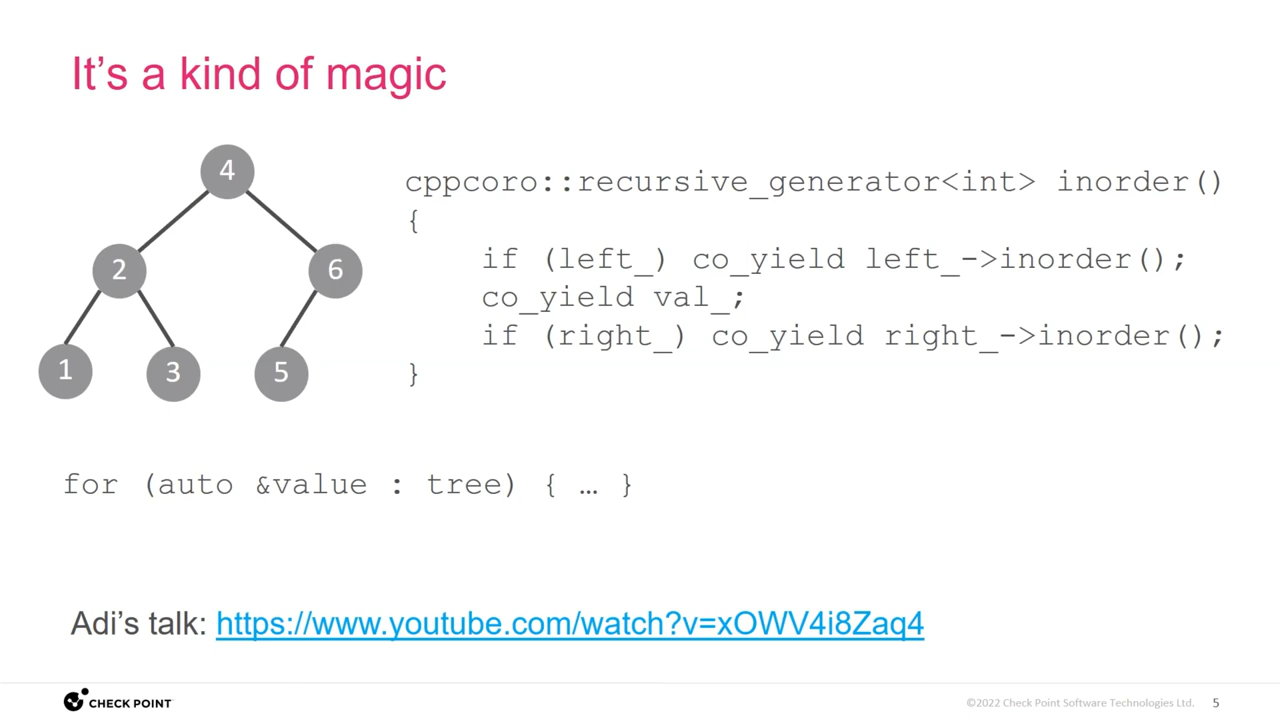 It's a kind of magic
4
2
6
1
3
5
cppcoro::recursive_generator<int> inorder()
{
if (left_) co_yield left_->inorder();
co_yield val_;
if (right_) co_yield right_->inorder();
}
for (auto &value : tree) { … }
Adi's talk: https://www.youtube.com/watch?v=xOWV4i8Zaq4
CHECK POINT
©2022 Check Point Software Technologies Ltd. 5